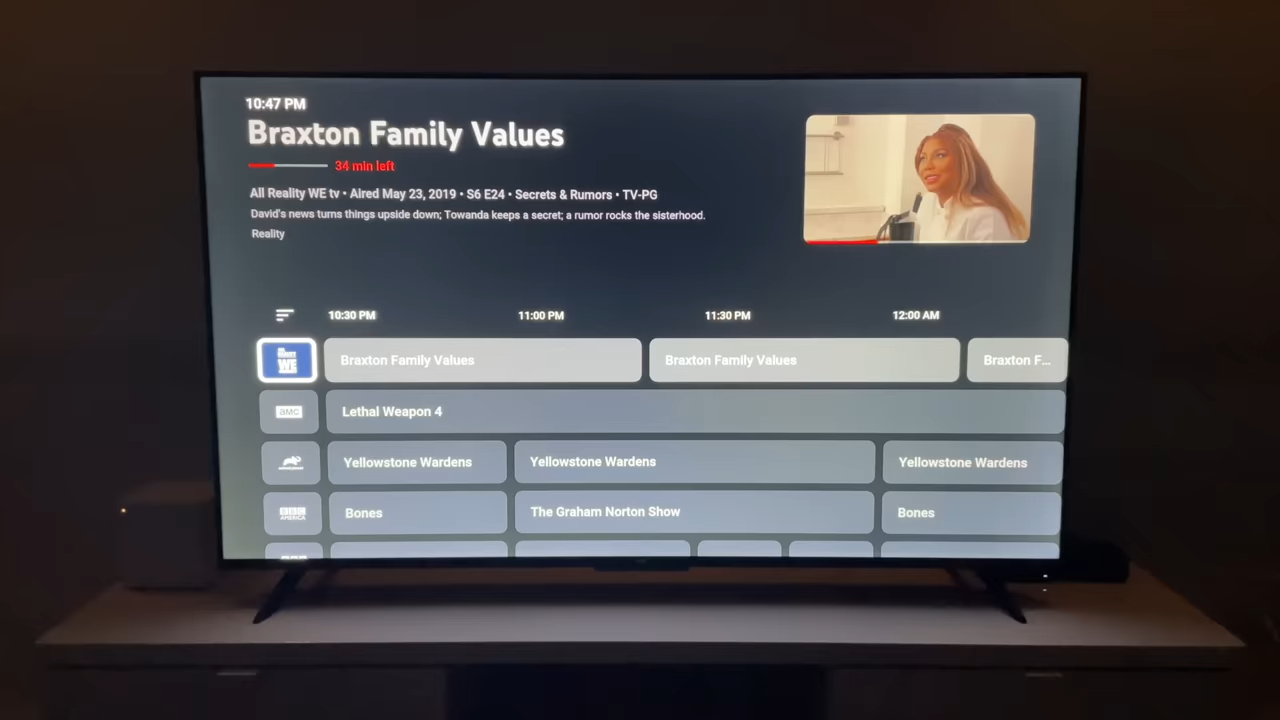 10:47 PM
Braxton Family Values
34 min left
All Reality WE tv • Aired May 23, 2019 • S6 E24 • Secrets & Rumors • TV-PG
David's news turns things upside down; Towanda keeps a secret; a rumor rocks the sisterhood.
Reality
10:30 PM 11:00 PM 11:30 PM 12:00 AM
WE Braxton Family Values Braxton Family Values Braxton F...
amc Lethal Weapon 4
Yellowstone Wardens Yellowstone Wardens Yellowstone Wardens
BBC AMERICA Bones The Graham Norton Show Bones